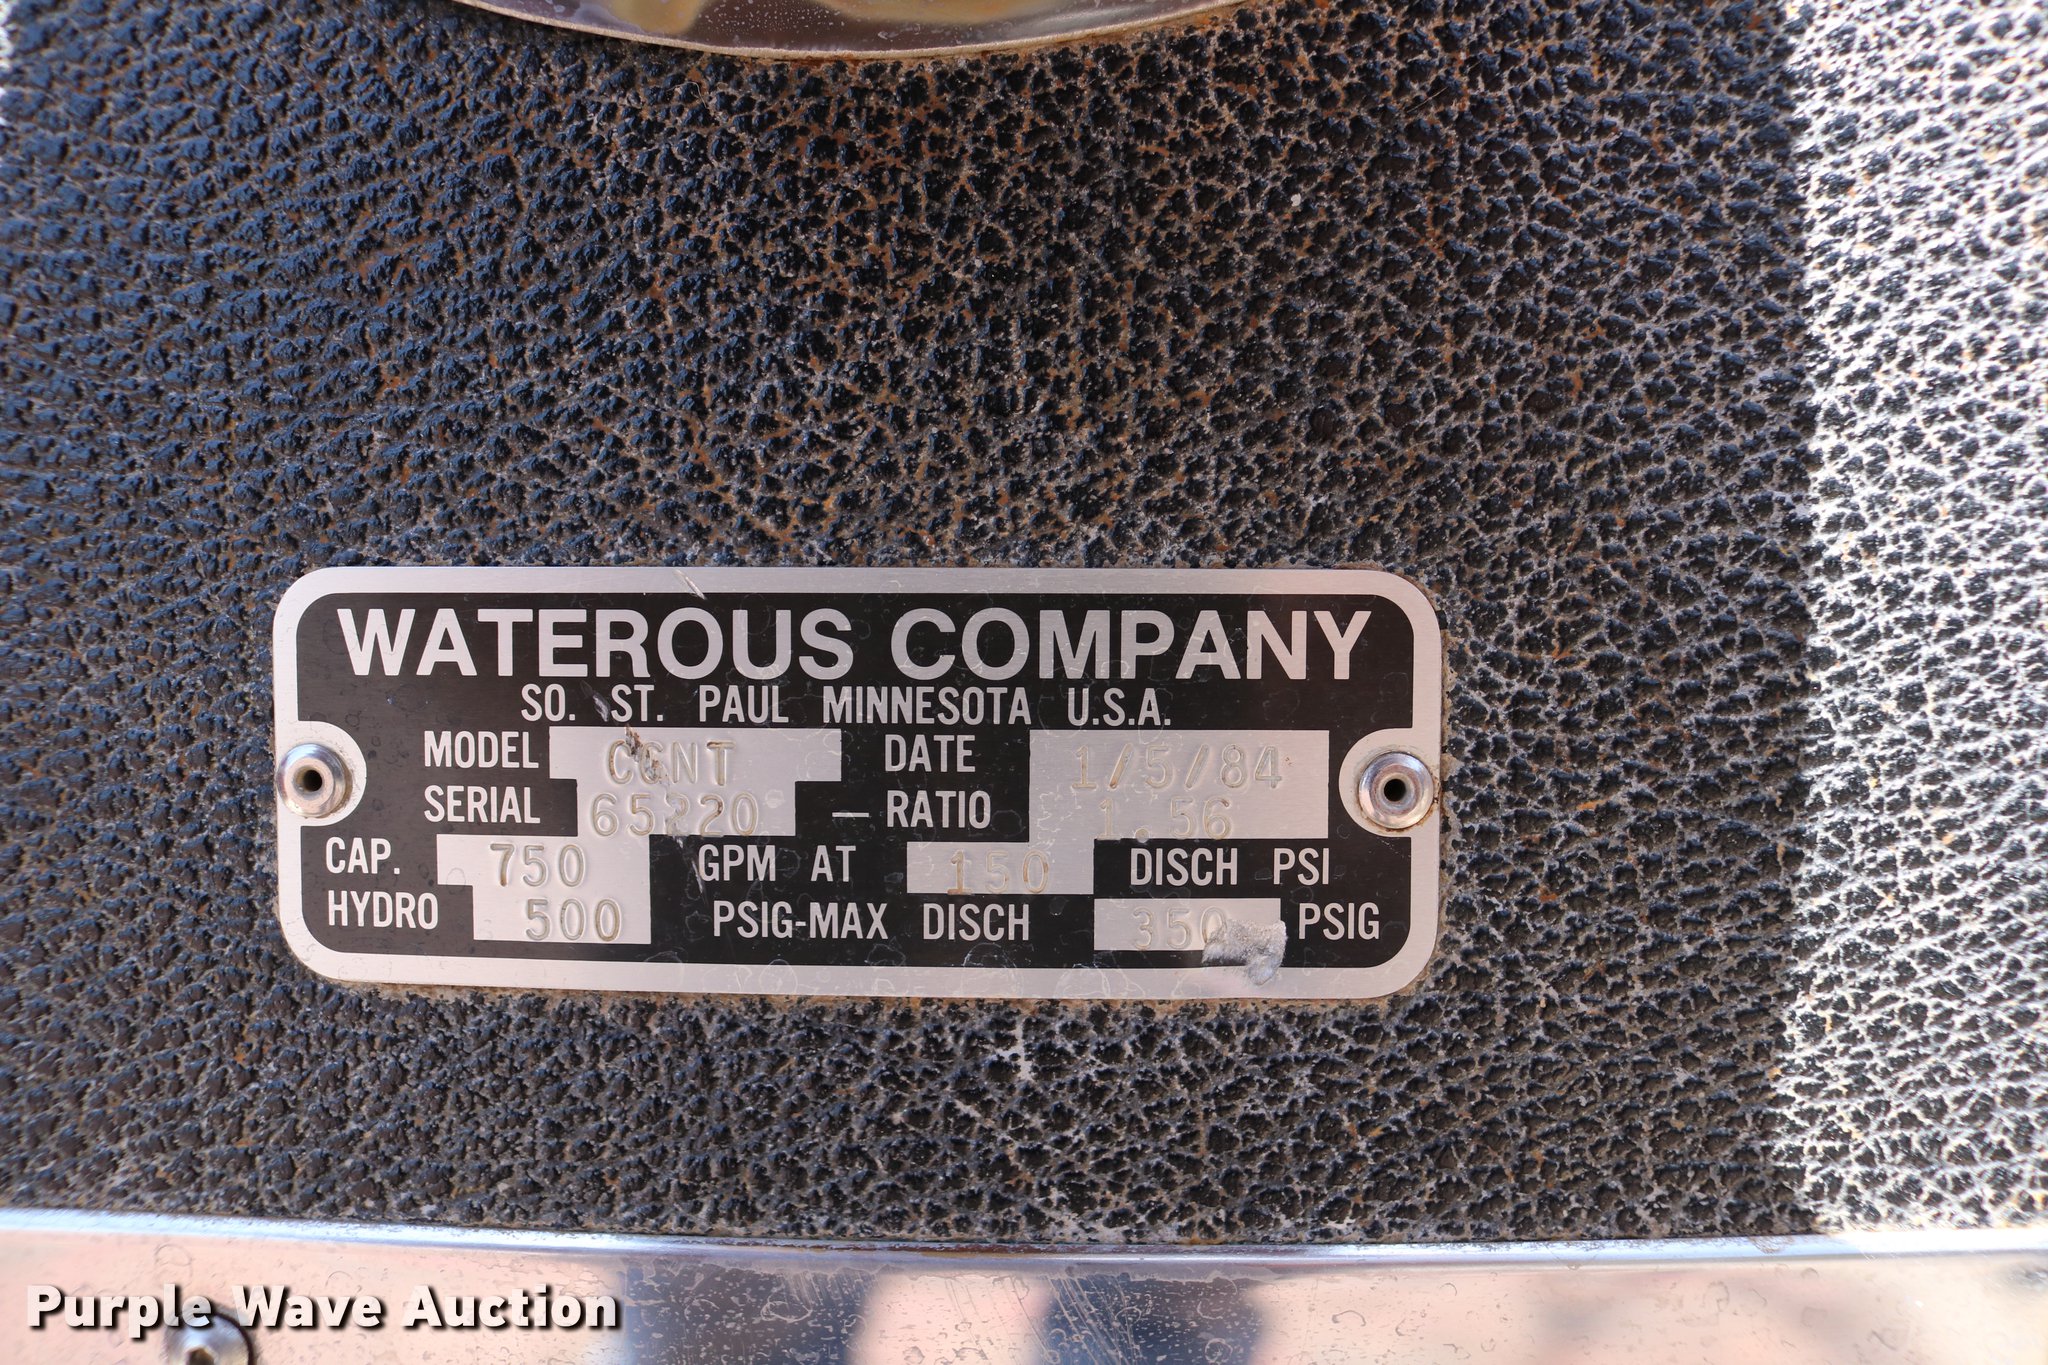 WATEROUS COMPANY
SO. ST. PAUL MINNESOTA U.S.A.
MODEL CGNT DATE 1/5/84
SERIAL 65220 — RATIO 1.56
CAP. 750 GPM AT 150 DISCH PSI
HYDRO 500 PSIG-MAX DISCH 350 PSIG
Purple Wave Auction